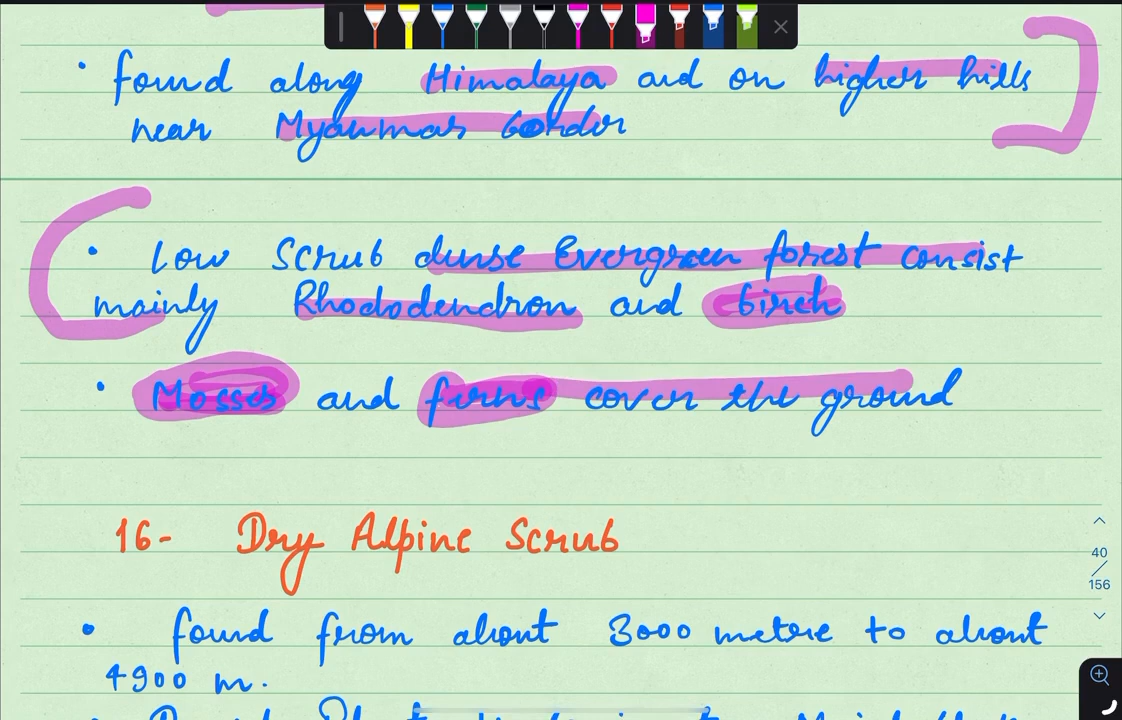 • found along Himalaya and on higher hills
near Myanmar border
• Low Scrub dense Evergreen forest consist
mainly Rhododendron and birch
• Mosses and ferns cover the ground
16- Dry Alpine Scrub
40
/
156
• found from about 3000 metere to about
4900 m.